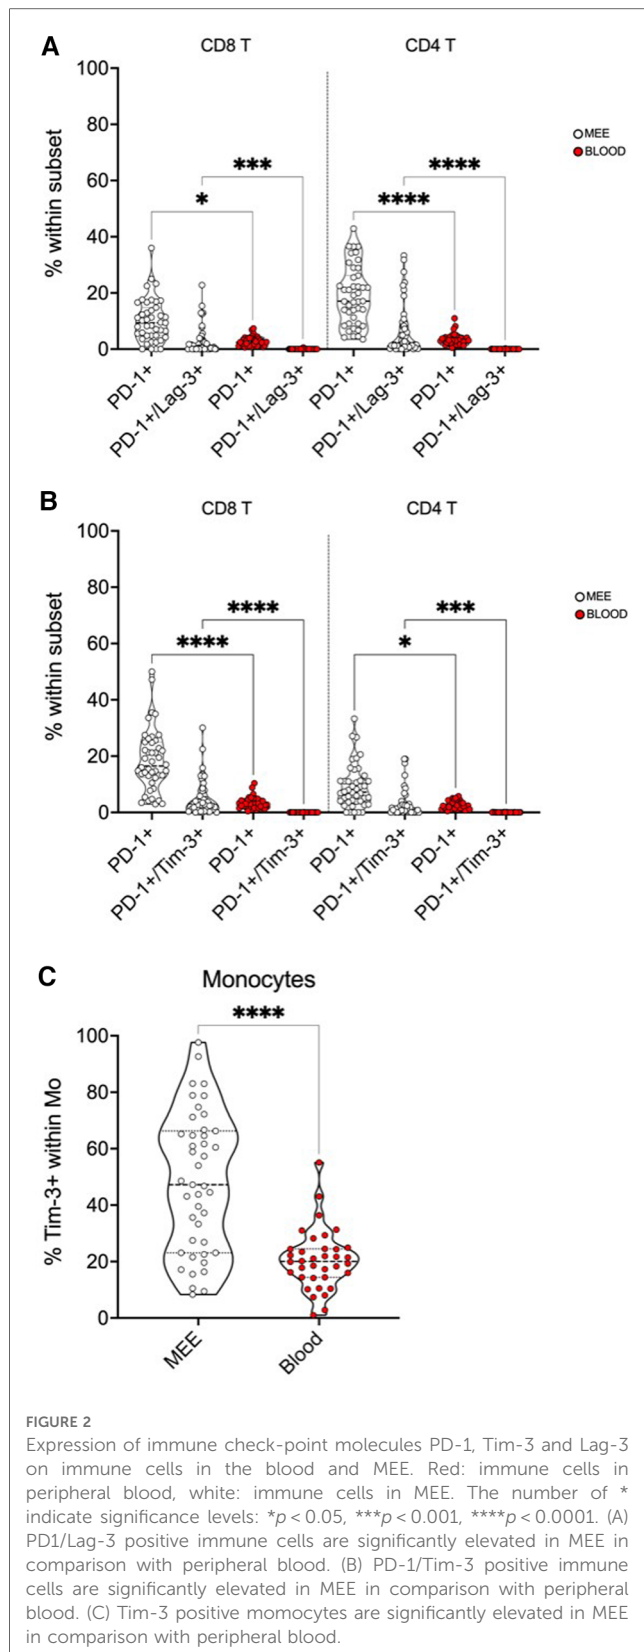 A
CD8 T
CD4 T
100
80
60
40
20
0
% within subset
MEE
BLOOD
***
****
*
****
PD-1+
PD-1+/Lag-3+
PD-1+
PD-1+/Lag-3+
PD-1+
PD-1+/Lag-3+
PD-1+
PD-1+/Lag-3+
B
CD8 T
CD4 T
100
80
60
40
20
0
% within subset
MEE
BLOOD
****
***
****
*
PD-1+
PD-1+/Tim-3+
PD-1+
PD-1+/Tim-3+
PD-1+
PD-1+/Tim-3+
PD-1+
PD-1+/Tim-3+
C
Monocytes
****
100
80
60
40
20
0
% Tim-3+ within Mo
MEE
Blood
FIGURE 2
Expression of immune check-point molecules PD-1, Tim-3 and Lag-3
on immune cells in the blood and MEE. Red: immune cells in
peripheral blood, white: immune cells in MEE. The number of *
indicate significance levels: *p < 0.05, ***p < 0.001, ****p < 0.0001. (A)
PD1/Lag-3 positive immune cells are significantly elevated in MEE in
comparison with peripheral blood. (B) PD-1/Tim-3 positive immune
cells are significantly elevated in MEE in comparison with peripheral
blood. (C) Tim-3 positive momocytes are significantly elevated in MEE
in comparison with peripheral blood.